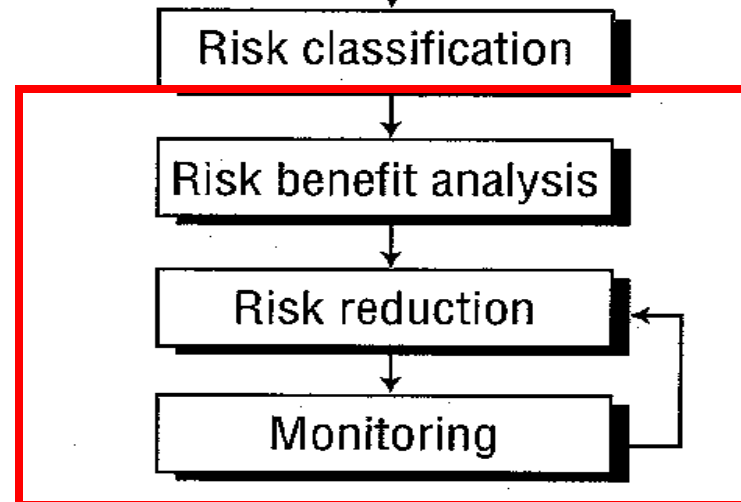 Risk classification
Risk benefit analysis
Risk reduction
Monitoring